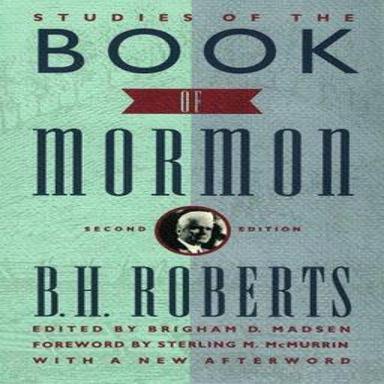 STUDIES OF THE
BOOK
OF
MORMON
SECOND EDITION
B.H. ROBERTS
EDITED BY BRIGHAM D. MADSEN
FOREWORD BY STERLING M. McMURRIN
WITH A NEW AFTERWORD